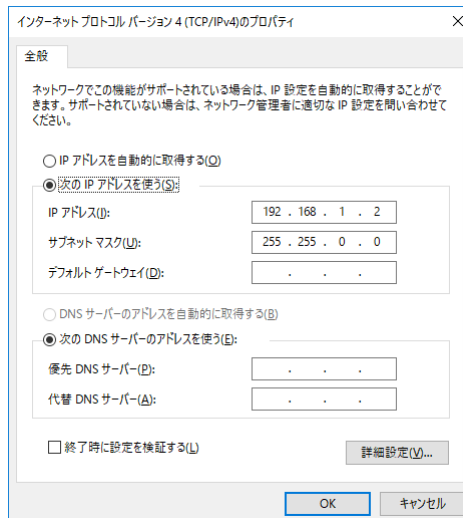 インターネット プロトコル バージョン 4 (TCP/IPv4)のプロパティ
全般
ネットワークでこの機能がサポートされている場合は、IP 設定を自動的に取得することがで
きます。サポートされていない場合は、ネットワーク管理者に適切な IP 設定を問い合わせて
ください。
IP アドレスを自動的に取得する(O)
次の IP アドレスを使う(S):
IP アドレス(I): 192 . 168 . 1 . 2
サブネット マスク(U): 255 . 255 . 0 . 0
デフォルト ゲートウェイ(D): . . .
DNS サーバーのアドレスを自動的に取得する(B)
次の DNS サーバーのアドレスを使う(E):
優先 DNS サーバー(P): . . .
代替 DNS サーバー(A): . . .
終了時に設定を検証する(L)
詳細設定(V)...
OK キャンセル